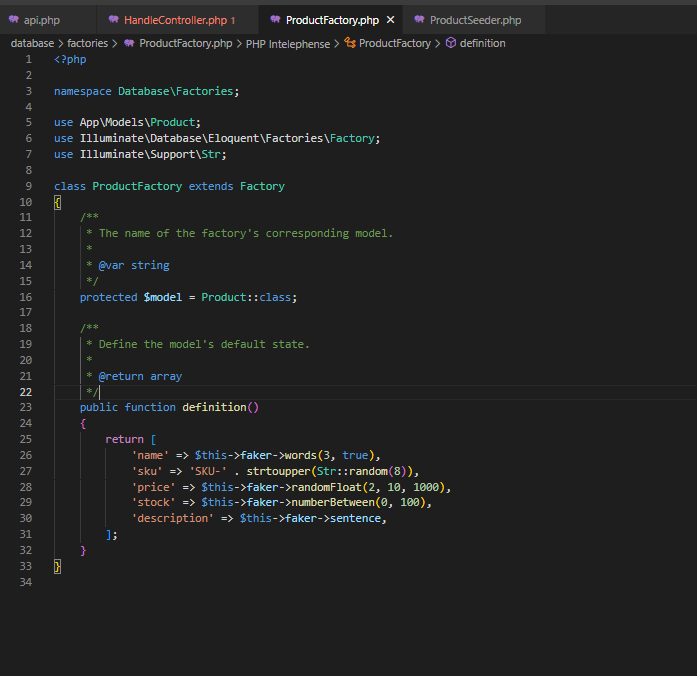 api.php HandleController.php 1 ProductFactory.php ProductSeeder.php
database > factories > ProductFactory.php > PHP Intelephense > ProductFactory > definition
1 <?php
2
3 namespace Database\Factories;
4
5 use App\Models\Product;
6 use Illuminate\Database\Eloquent\Factories\Factory;
7 use Illuminate\Support\Str;
8
9 class ProductFactory extends Factory
10 {
11 /**
12 * The name of the factory's corresponding model.
13 *
14 * @var string
15 */
16 protected $model = Product::class;
17
18 /**
19 * Define the model's default state.
20 *
21 * @return array
22 */
23 public function definition()
24 {
25 return [
26 'name' => $this->faker->words(3, true),
27 'sku' => 'SKU-' . strtoupper(Str::random(8)),
28 'price' => $this->faker->randomFloat(2, 10, 1000),
29 'stock' => $this->faker->numberBetween(0, 100),
30 'description' => $this->faker->sentence,
31 ];
32 }
33 }
34